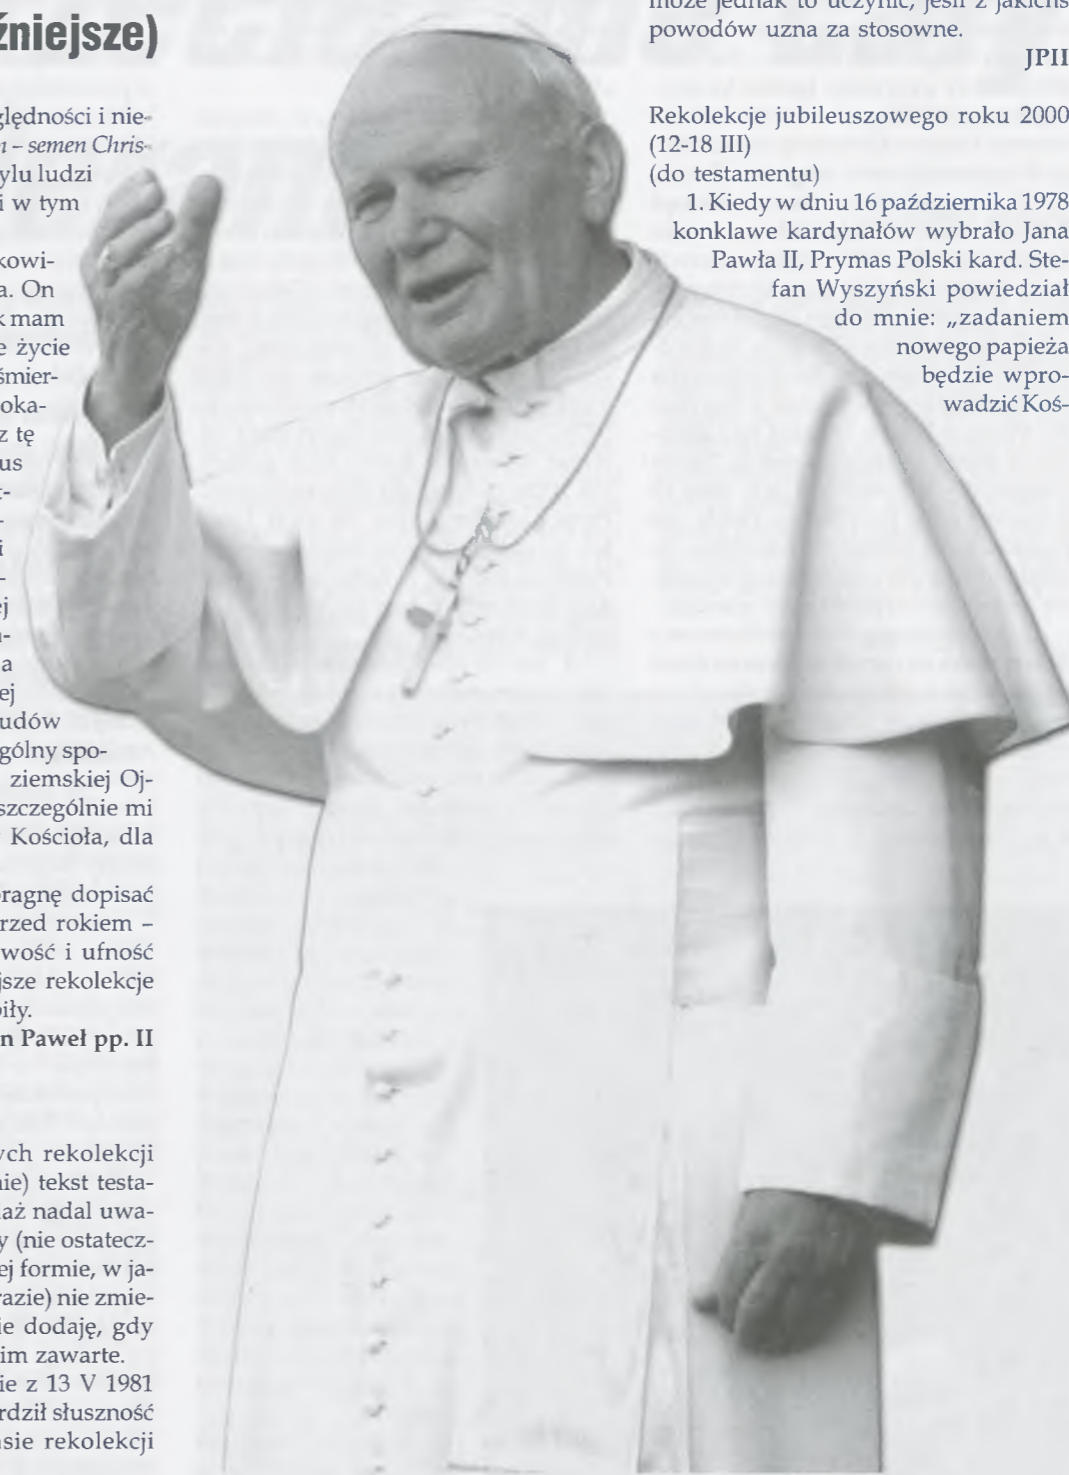 źniejsze)
ględności i nie-
– semen Chris-
ylu ludzi
i w tym
kowi-
a. On
k mam
e życie
śmier-
oka-
z tę
us
t-
-
i
-
ej
a-
a
ej
udów
gólny spo-
ziemskiej Oj-
szczególnie mi
Kościoła, dla
pragnę dopisać
rzed rokiem –
wość i ufność
jsze rekolekcje
iły.
n Paweł pp. II
ych rekolekcji
nie) tekst testa-
aż nadal uwa-
y (nie ostatecz-
ej formie, w ja-
razie) nie zmie-
ie dodaję, gdy
im zawarte.
ie z 13 V 1981
rdził słuszność
asie rekolekcji
może jednak to uczynić, jeśli z jakichś
powodów uzna za stosowne.
JPII
Rekolekcje jubileuszowego roku 2000
(12-18 III)
(do testamentu)
1. Kiedy w dniu 16 października 1978
konklawe kardynałów wybrało Jana
Pawła II, Prymas Polski kard. Ste-
fan Wyszyński powiedział
do mnie: „zadaniem
nowego papieża
będzie wpro-
wadzić Koś-